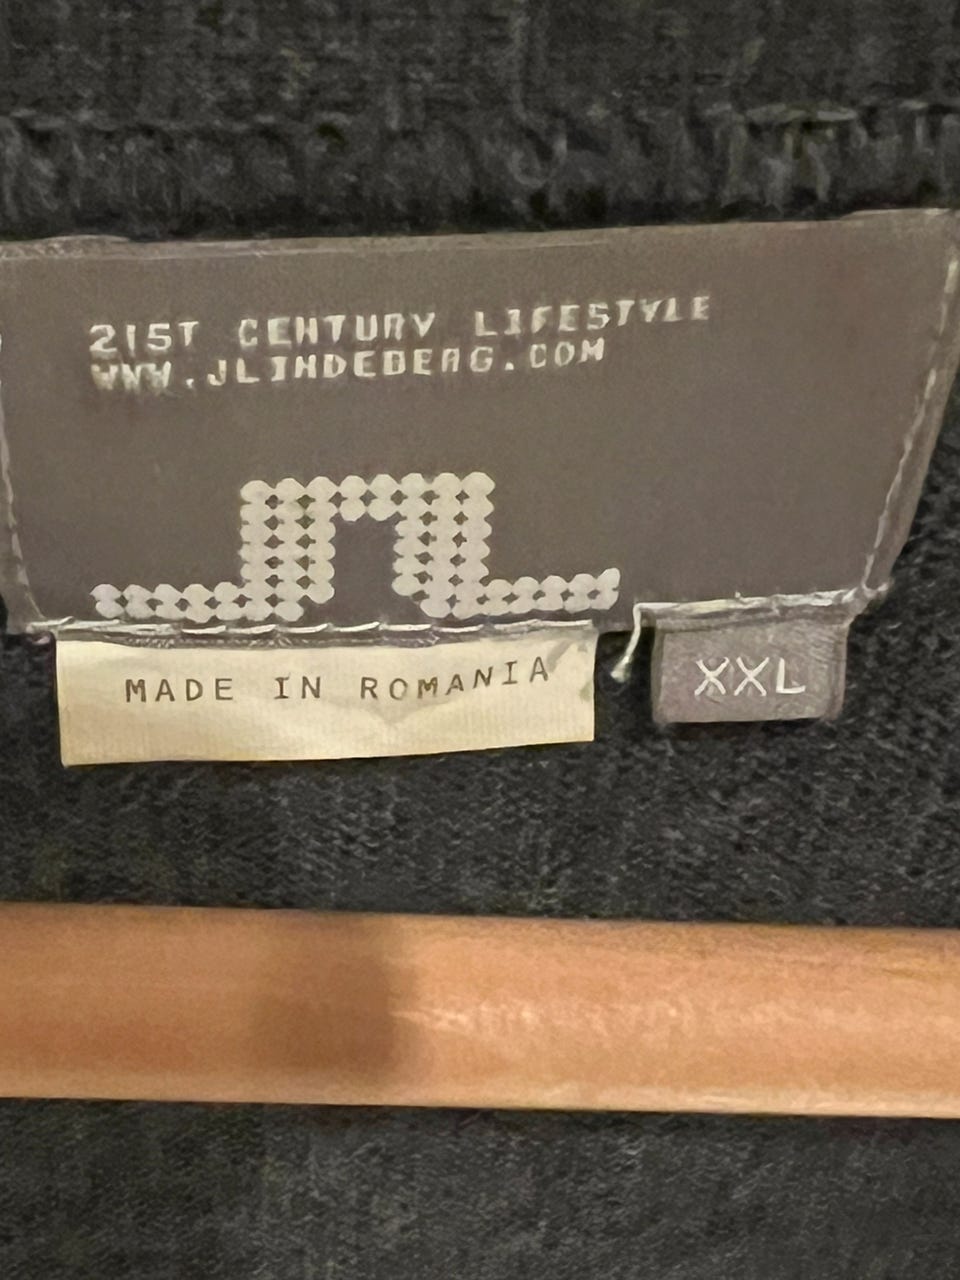 21ST CENTURY LIFESTYLE
WWW.JLINDEBERG.COM
MADE IN ROMANIA
XXL